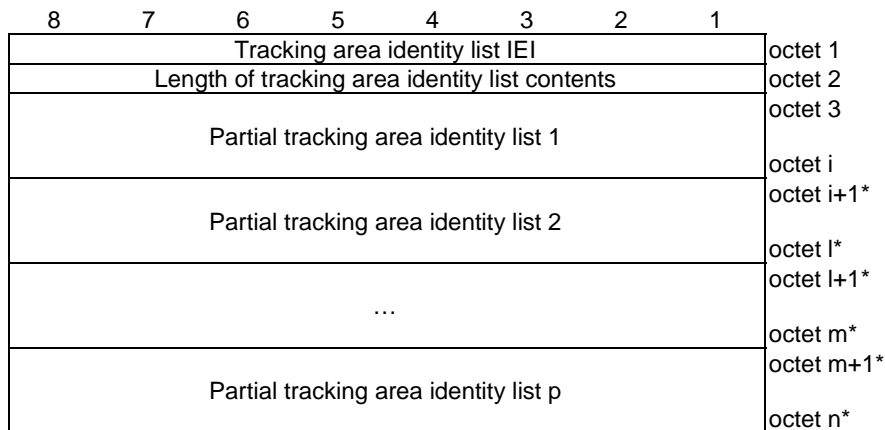 8 7 6 5 4 3 2 1
Tracking area identity list IEI octet 1
Length of tracking area identity list contents octet 2
octet 3
Partial tracking area identity list 1
octet i
octet i+1*
Partial tracking area identity list 2
octet l*
octet l+1*
…
octet m*
octet m+1*
Partial tracking area identity list p
octet n*